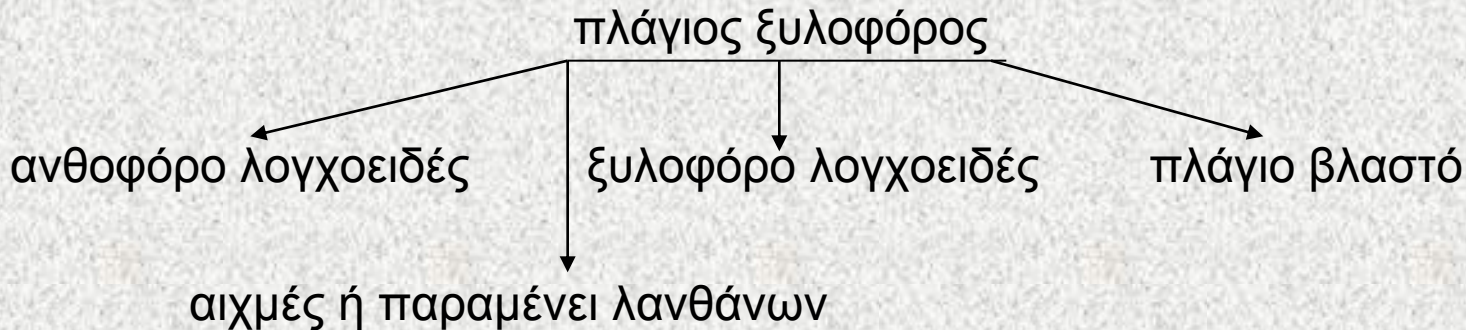 πλάγιος ξυλοφόρος
ανθοφόρο λογχοειδές ξυλοφόρο λογχοειδές πλάγιο βλαστό
αιχμές ή παραμένει λανθάνων